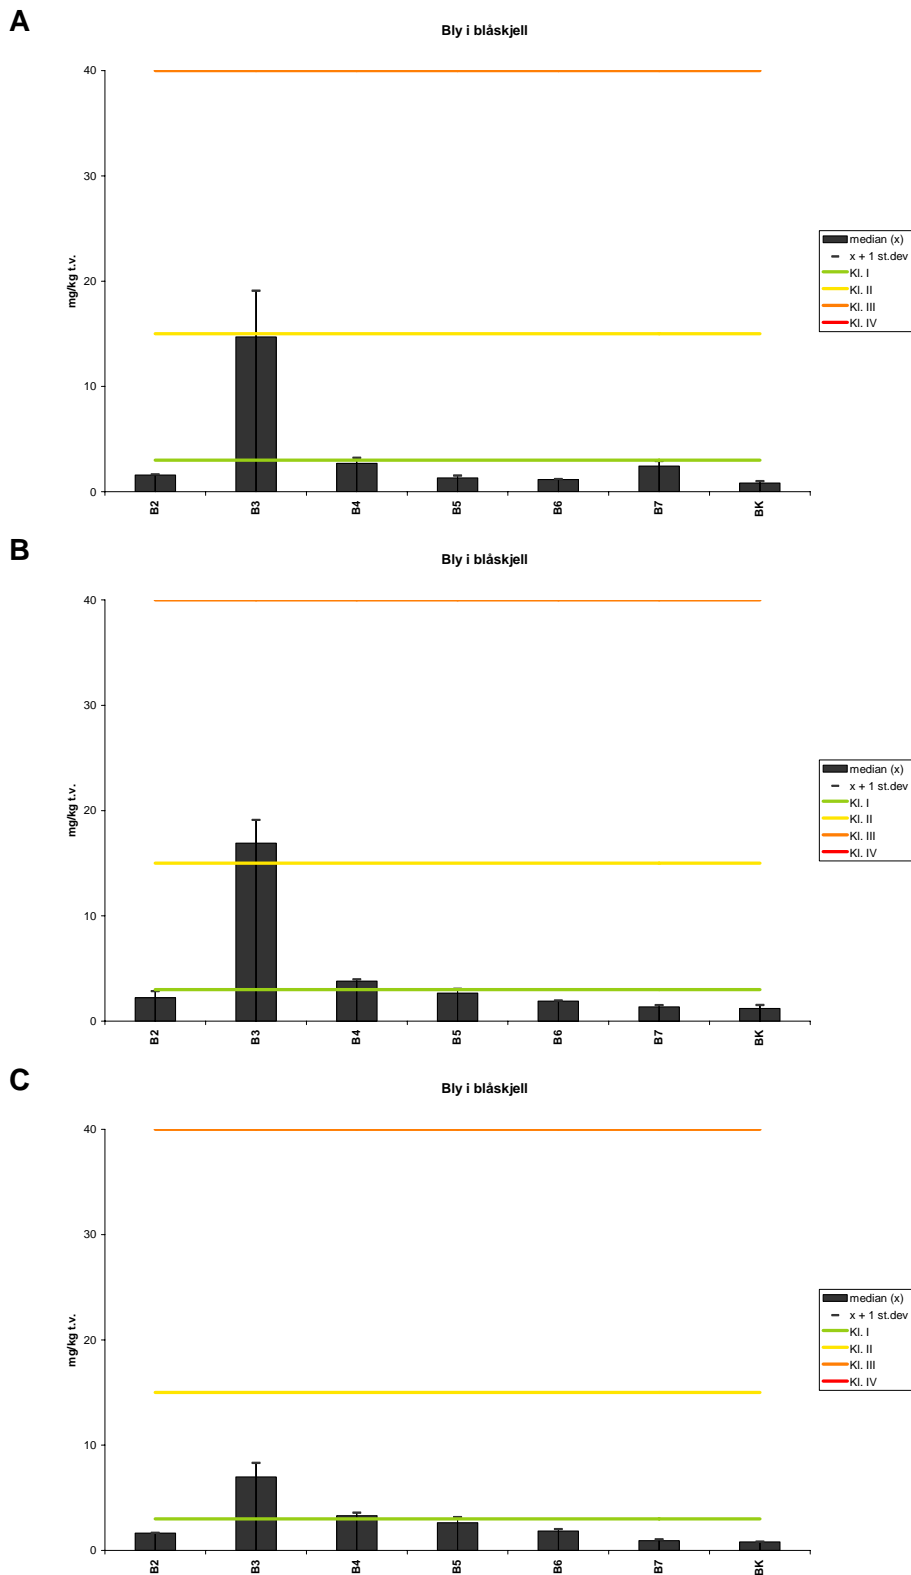 A
Bly i blåskjell
40
30
20
10
0
mg/kg t.v.
B2
B3
B4
B5
B6
B7
BK
median (x)
x + 1 st.dev
Kl. I
Kl. II
Kl. III
Kl. IV
B
Bly i blåskjell
40
30
20
10
0
mg/kg t.v.
B2
B3
B4
B5
B6
B7
BK
median (x)
x + 1 st.dev
Kl. I
Kl. II
Kl. III
Kl. IV
C
Bly i blåskjell
40
30
20
10
0
mg/kg t.v.
B2
B3
B4
B5
B6
B7
BK
median (x)
x + 1 st.dev
Kl. I
Kl. II
Kl. III
Kl. IV